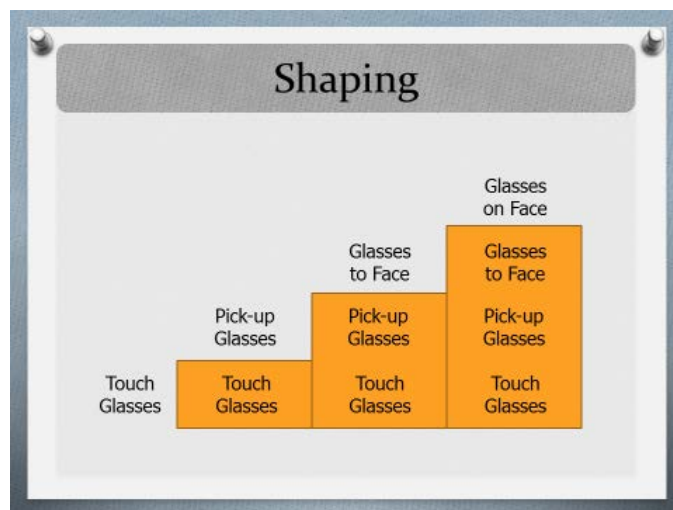 Shaping
Glasses
on Face
Glasses
to Face
Glasses
to Face
Pick-up
Glasses
Pick-up
Glasses
Pick-up
Glasses
Touch
Glasses
Touch
Glasses
Touch
Glasses
Touch
Glasses